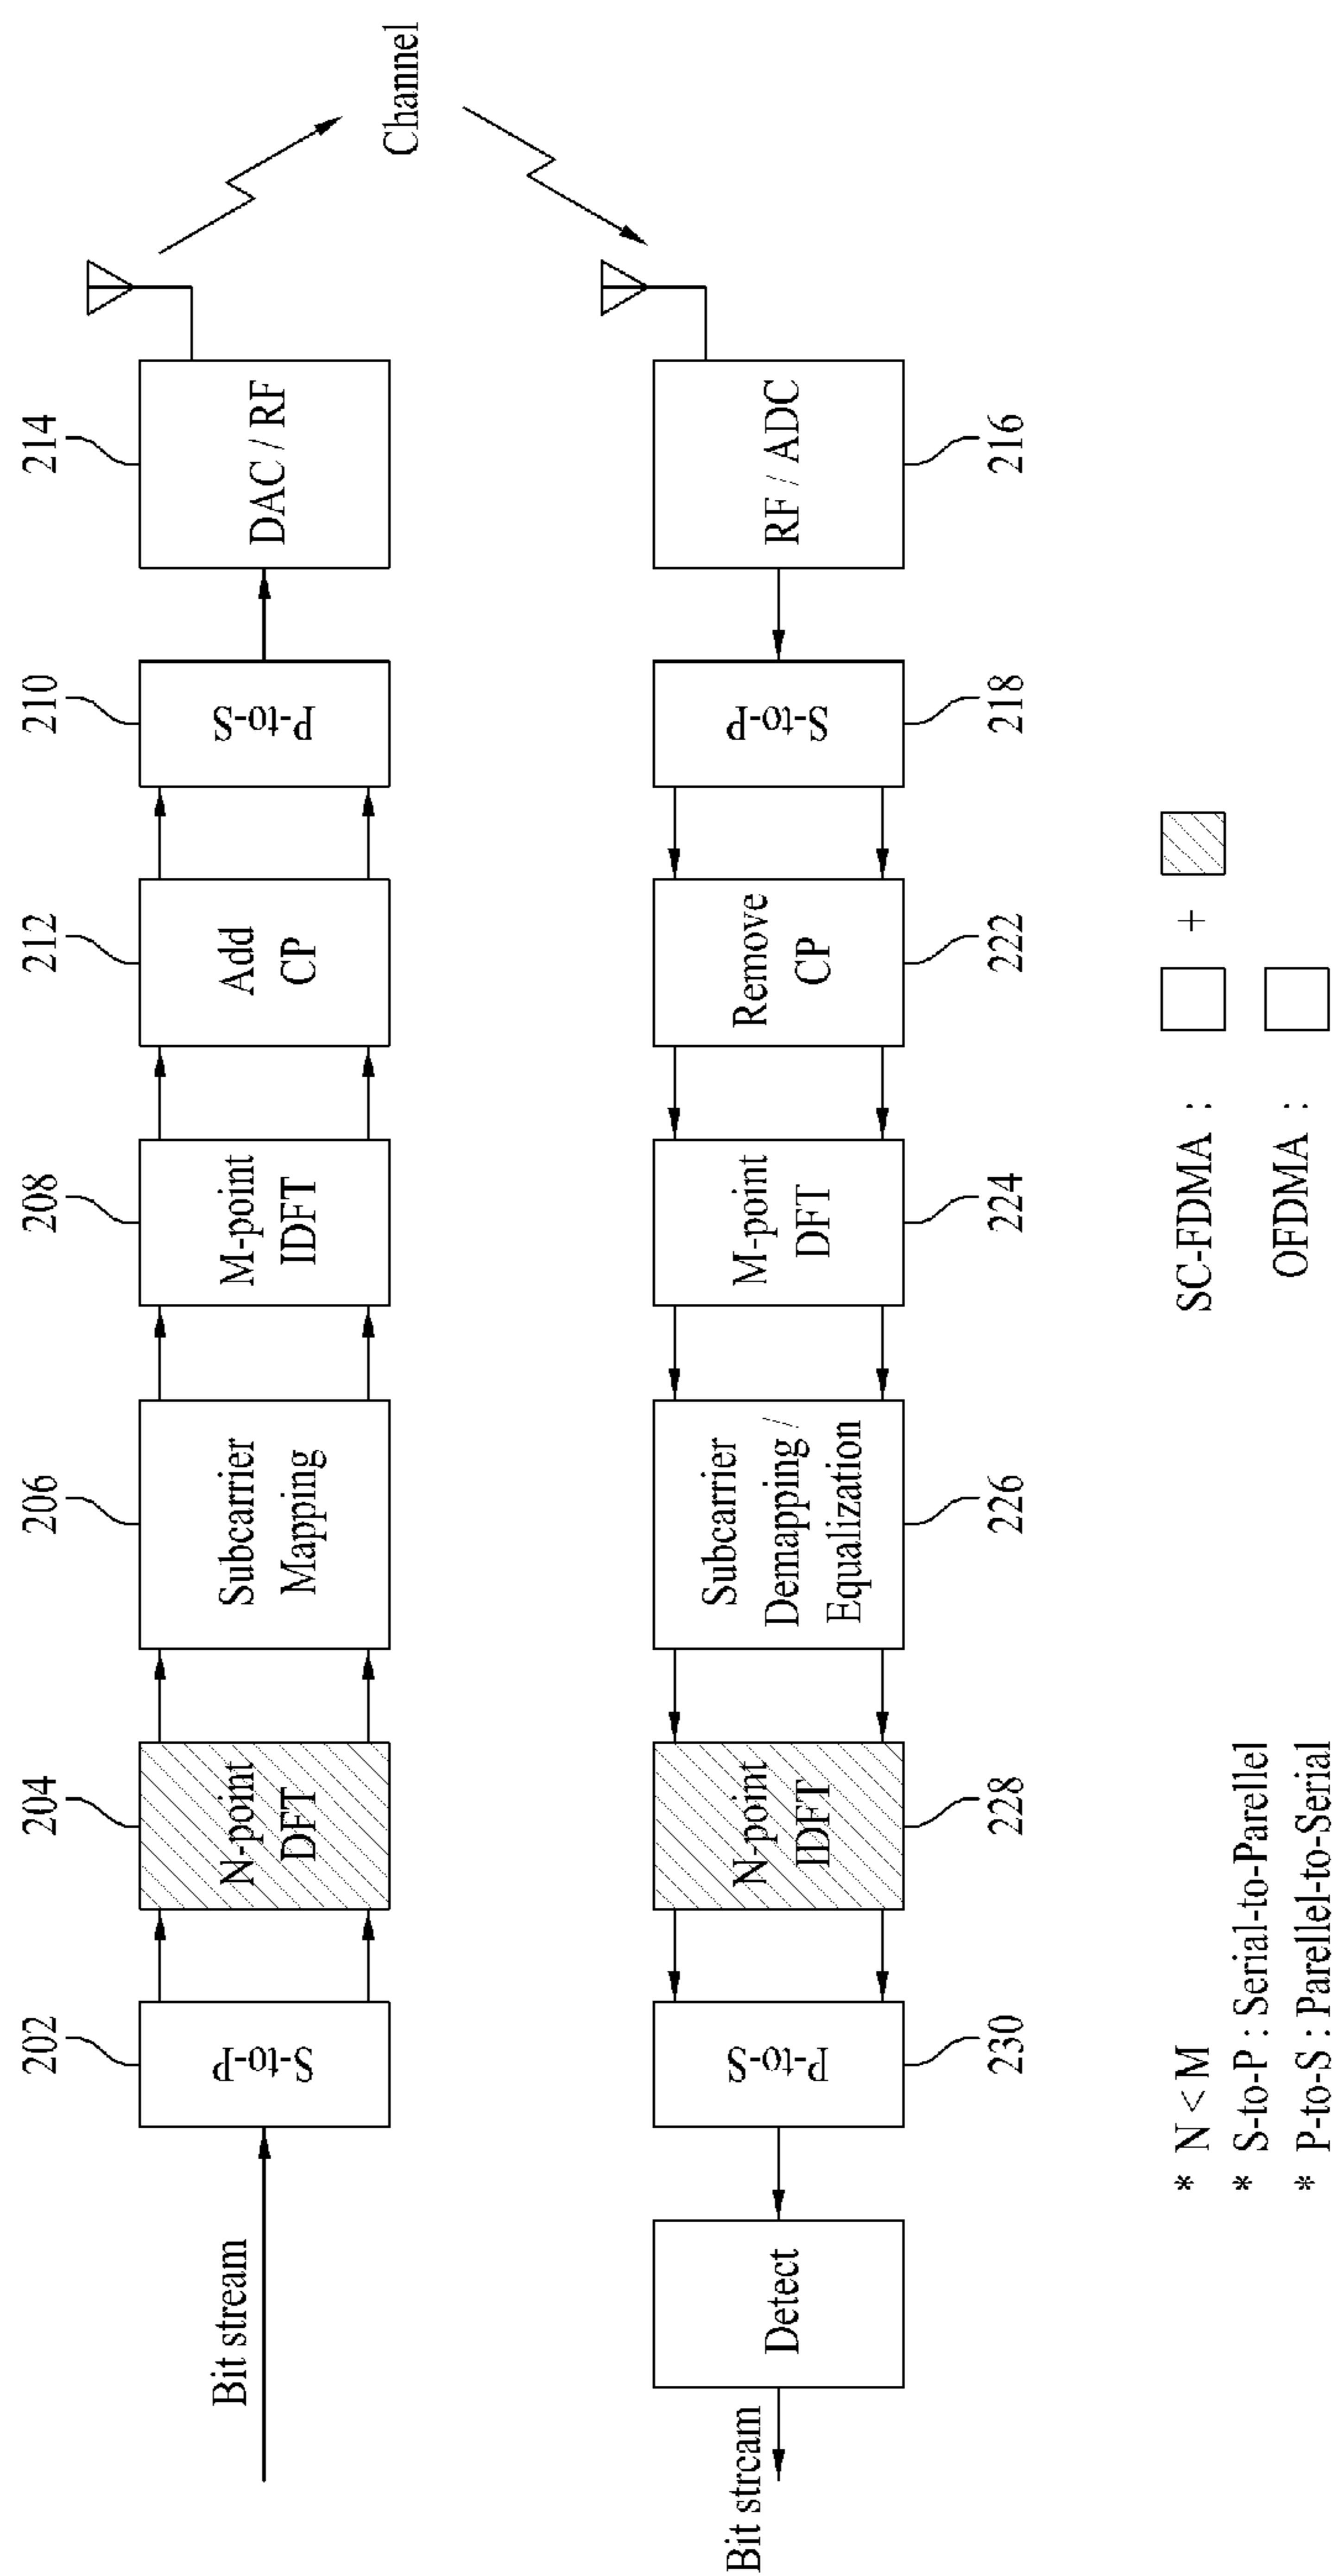 202
204
206
208
212
210
214
Bit stream
S-to-P
N-point
DFT
Subcarrier
Mapping
M-point
IDFT
Add
CP
P-to-S
DAC / RF
Channel
Bit stream
Detect
P-to-S
N-point
IDFT
Subcarrier
Demapping /
Equalization
M-point
DFT
Remove
CP
S-to-P
RF / ADC
230
228
226
224
222
218
216
* N < M
* S-to-P : Serial-to-Parellel
* P-to-S : Parellel-to-Serial
SC-FDMA : +
OFDMA :